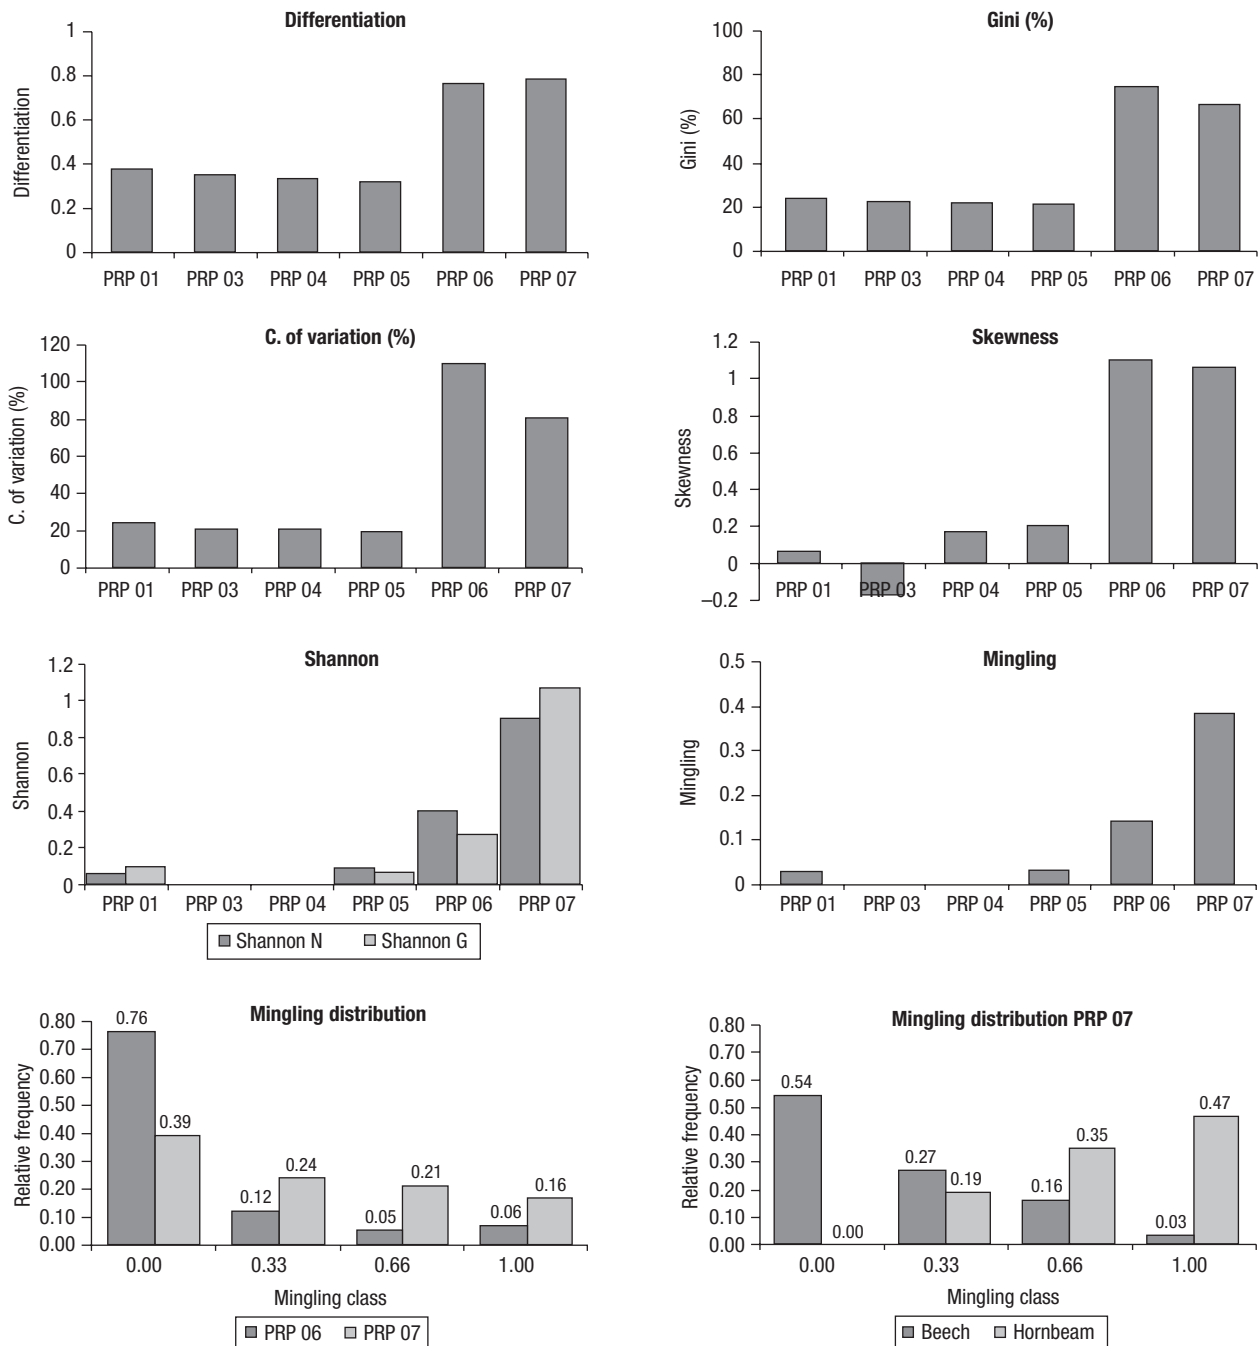 Differentiation
Differentiation
1
0.8
0.6
0.4
0.2
0
PRP 01 PRP 03 PRP 04 PRP 05 PRP 06 PRP 07
Gini (%)
Gini (%)
100
80
60
40
20
0
PRP 01 PRP 03 PRP 04 PRP 05 PRP 06 PRP 07
C. of variation (%)
C. of variation (%)
120
100
80
60
40
20
0
PRP 01 PRP 03 PRP 04 PRP 05 PRP 06 PRP 07
Skewness
Skewness
1.2
1
0.8
0.6
0.4
0.2
0
–0.2
PRP 01 PRP 03 PRP 04 PRP 05 PRP 06 PRP 07
Shannon
Shannon
1.2
1
0.8
0.6
0.4
0.2
0
PRP 01 PRP 03 PRP 04 PRP 05 PRP 06 PRP 07
Shannon N Shannon G
Mingling
Mingling
0.5
0.4
0.3
0.2
0.1
0
PRP 01 PRP 03 PRP 04 PRP 05 PRP 06 PRP 07
Mingling distribution
Relative frequency
0.80
0.70
0.60
0.50
0.40
0.30
0.20
0.10
0.00
0.76 0.39 0.12 0.24 0.05 0.21 0.06 0.16
0.00 0.33 0.66 1.00
Mingling class
PRP 06 PRP 07
Mingling distribution PRP 07
Relative frequency
0.80
0.70
0.60
0.50
0.40
0.30
0.20
0.10
0.00
0.54 0.00 0.27 0.19 0.16 0.35 0.03 0.47
0.00 0.33 0.66 1.00
Mingling class
Beech Hornbeam